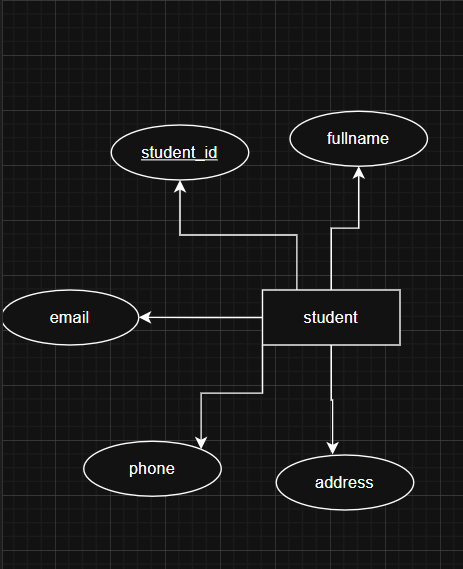 student_id
fullname
email
student
phone
address